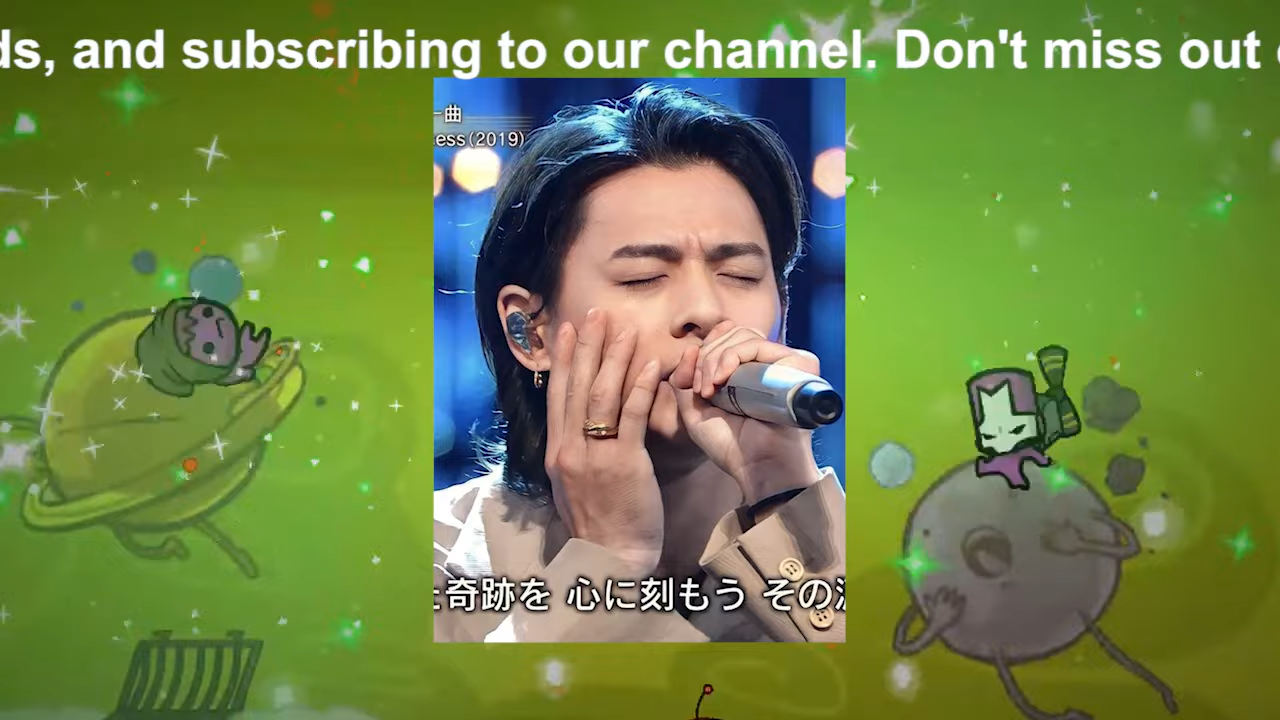 ds, and subscribing to our channel. Don't miss out
一曲
ess(2019)
奇跡を 心に刻もう その